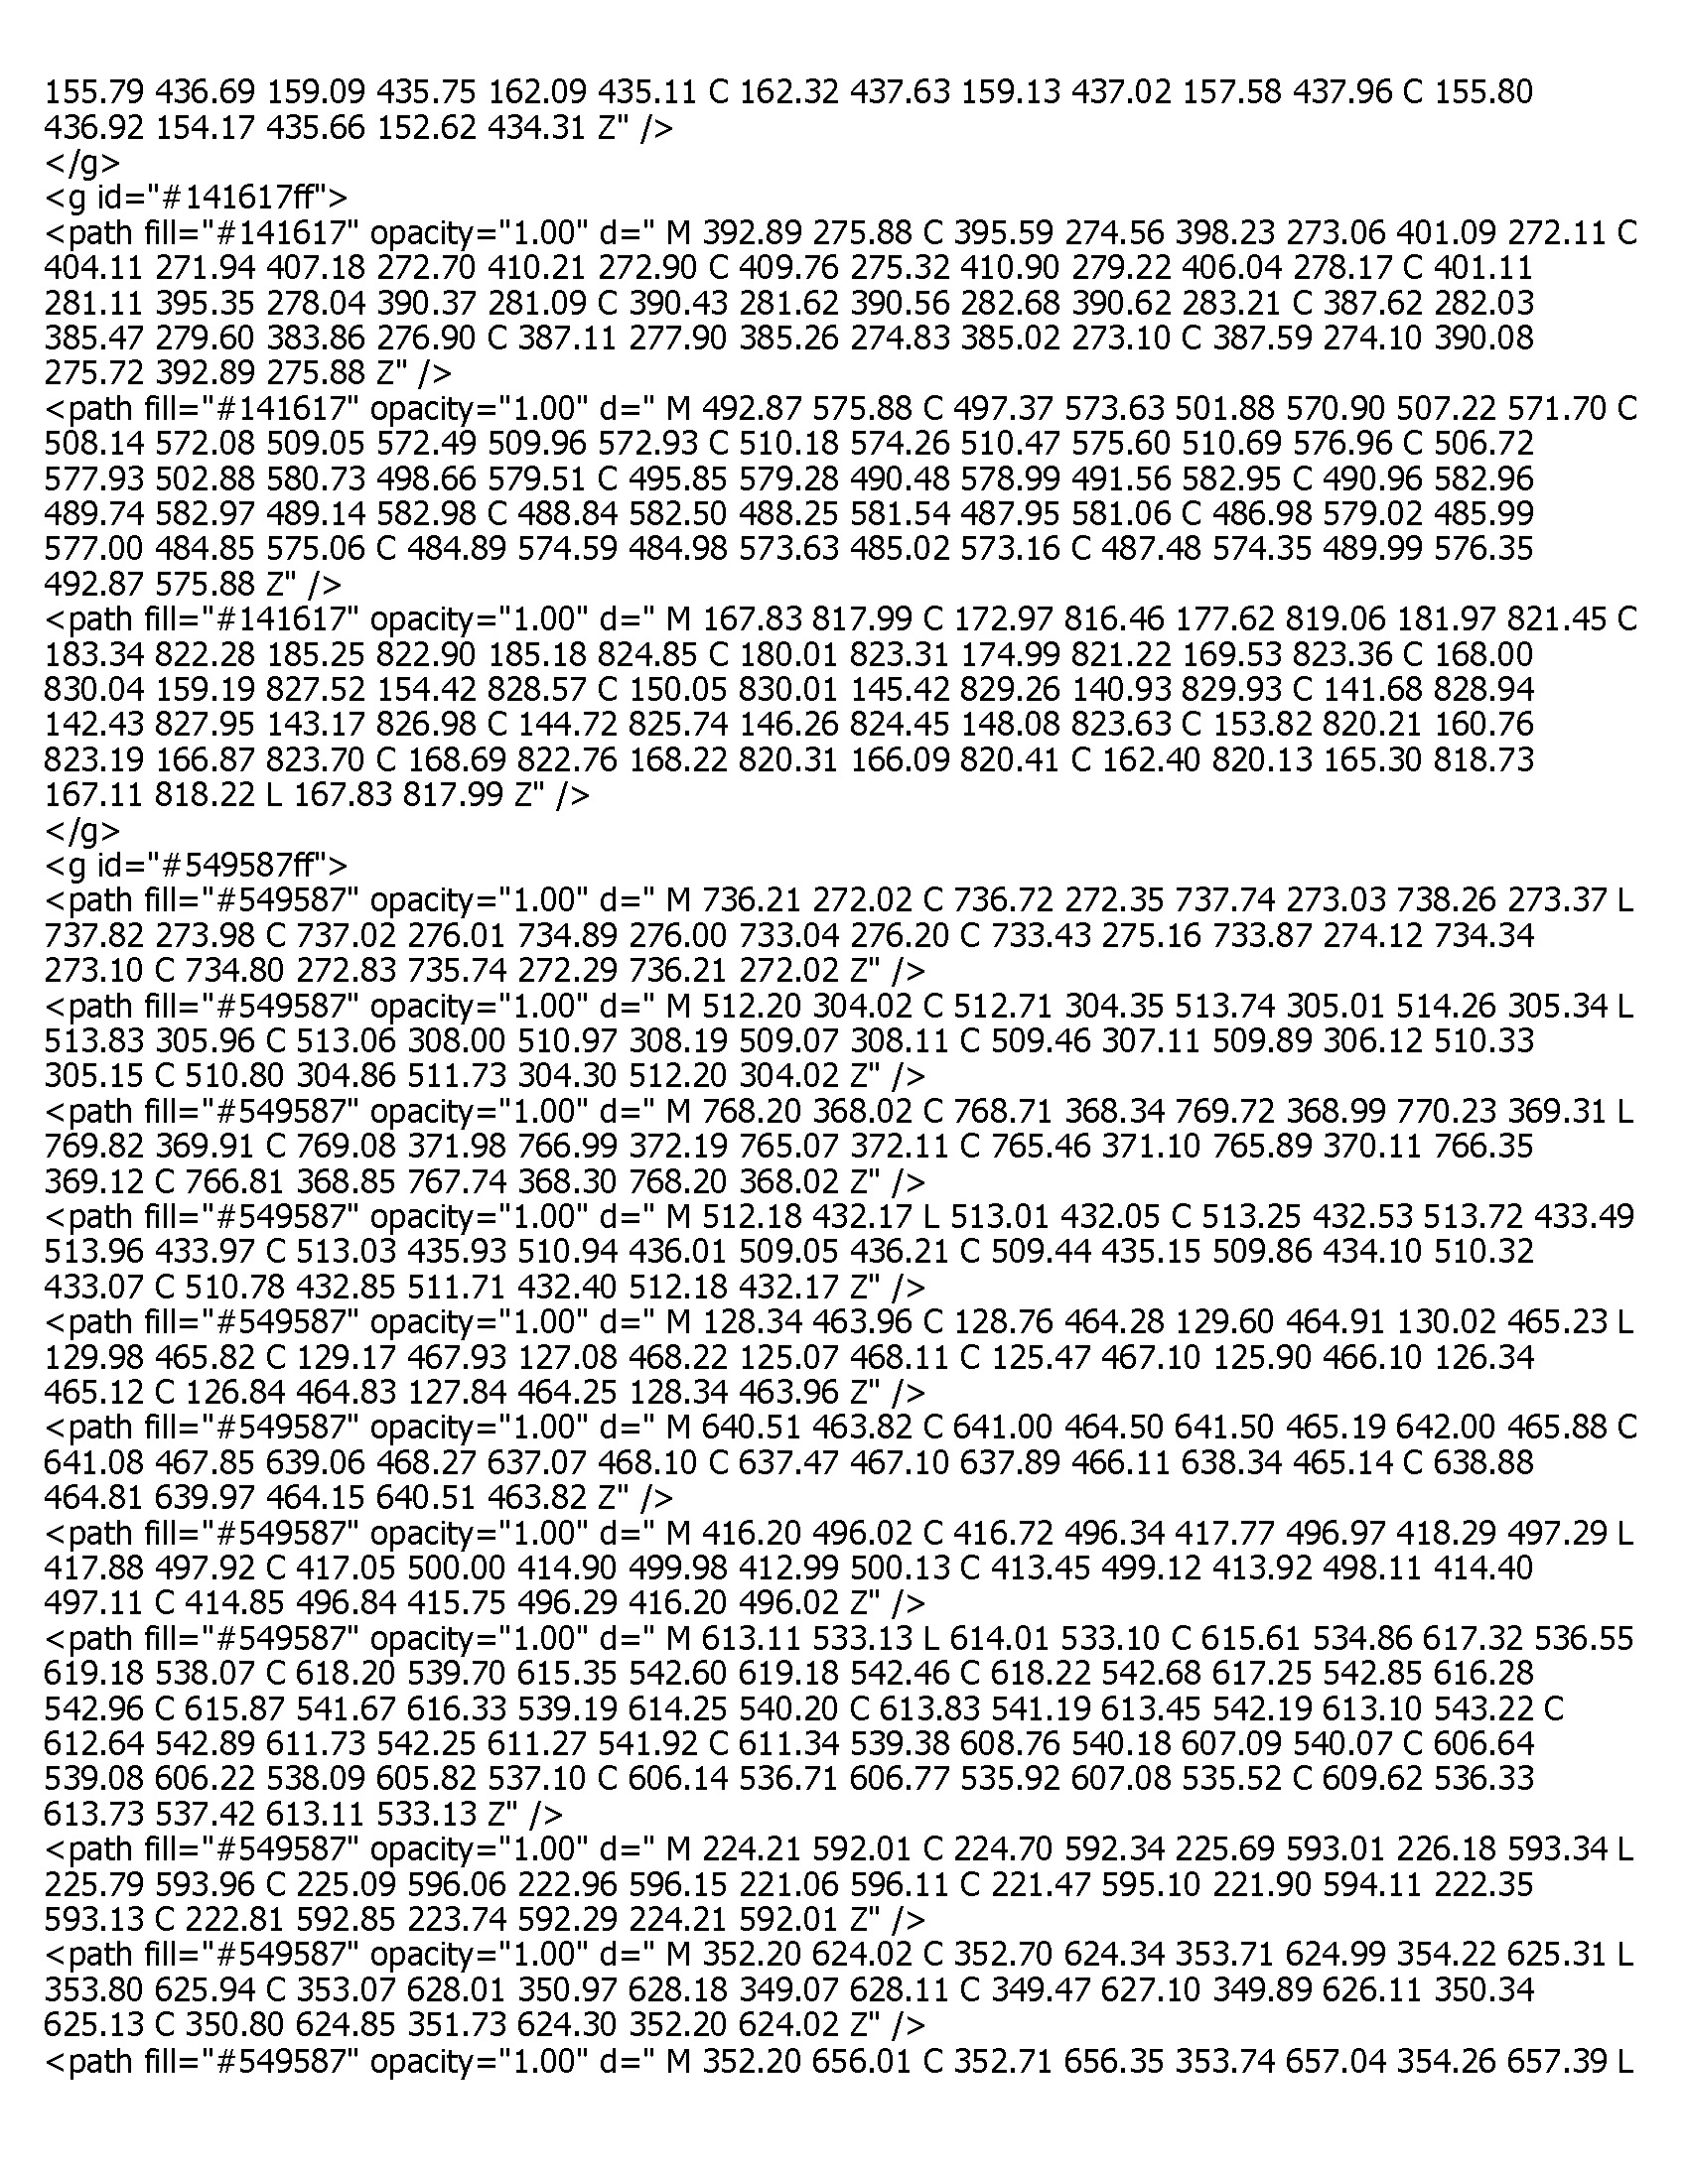 155.79 436.69 159.09 435.75 162.09 435.11 C 162.32 437.63 159.13 437.02 157.58 437.96 C 155.80
436.92 154.17 435.66 152.62 434.31 Z" />
</g>
<g id="#141617ff">
<path fill="#141617" opacity="1.00" d=" M 392.89 275.88 C 395.59 274.56 398.23 273.06 401.09 272.11 C
404.11 271.94 407.18 272.70 410.21 272.90 C 409.76 275.32 410.90 279.22 406.04 278.17 C 401.11
281.11 395.35 278.04 390.37 281.09 C 390.43 281.62 390.56 282.68 390.62 283.21 C 387.62 282.03
385.47 279.60 383.86 276.90 C 387.11 277.90 385.26 274.83 385.02 273.10 C 387.59 274.10 390.08
275.72 392.89 275.88 Z" />
<path fill="#141617" opacity="1.00" d=" M 492.87 575.88 C 497.37 573.63 501.88 570.90 507.22 571.70 C
508.14 572.08 509.05 572.49 509.96 572.93 C 510.18 574.26 510.47 575.60 510.69 576.96 C 506.72
577.93 502.88 580.73 498.66 579.51 C 495.85 579.28 490.48 578.99 491.56 582.95 C 490.96 582.96
489.74 582.97 489.14 582.98 C 488.84 582.50 488.25 581.54 487.95 581.06 C 486.98 579.02 485.99
577.00 484.85 575.06 C 484.89 574.59 484.98 573.63 485.02 573.16 C 487.48 574.35 489.99 576.35
492.87 575.88 Z" />
<path fill="#141617" opacity="1.00" d=" M 167.83 817.99 C 172.97 816.46 177.62 819.06 181.97 821.45 C
183.34 822.28 185.25 822.90 185.18 824.85 C 180.01 823.31 174.99 821.22 169.53 823.36 C 168.00
830.04 159.19 827.52 154.42 828.57 C 150.05 830.01 145.42 829.26 140.93 829.93 C 141.68 828.94
142.43 827.95 143.17 826.98 C 144.72 825.74 146.26 824.45 148.08 823.63 C 153.82 820.21 160.76
823.19 166.87 823.70 C 168.69 822.76 168.22 820.31 166.09 820.41 C 162.40 820.13 165.30 818.73
167.11 818.22 L 167.83 817.99 Z" />
</g>
<g id="#549587ff">
<path fill="#549587" opacity="1.00" d=" M 736.21 272.02 C 736.72 272.35 737.74 273.03 738.26 273.37 L
737.82 273.98 C 737.02 276.01 734.89 276.00 733.04 276.20 C 733.43 275.16 733.87 274.12 734.34
273.10 C 734.80 272.83 735.74 272.29 736.21 272.02 Z" />
<path fill="#549587" opacity="1.00" d=" M 512.20 304.02 C 512.71 304.35 513.74 305.01 514.26 305.34 L
513.83 305.96 C 513.06 308.00 510.97 308.19 509.07 308.11 C 509.46 307.11 509.89 306.12 510.33
305.15 C 510.80 304.86 511.73 304.30 512.20 304.02 Z" />
<path fill="#549587" opacity="1.00" d=" M 768.20 368.02 C 768.71 368.34 769.72 368.99 770.23 369.31 L
769.82 369.91 C 769.08 371.98 766.99 372.19 765.07 372.11 C 765.46 371.10 765.89 370.11 766.35
369.12 C 766.81 368.85 767.74 368.30 768.20 368.02 Z" />
<path fill="#549587" opacity="1.00" d=" M 512.18 432.17 L 513.01 432.05 C 513.25 432.53 513.72 433.49
513.96 433.97 C 513.03 435.93 510.94 436.01 509.05 436.21 C 509.44 435.15 509.86 434.10 510.32
433.07 C 510.78 432.85 511.71 432.40 512.18 432.17 Z" />
<path fill="#549587" opacity="1.00" d=" M 128.34 463.96 C 128.76 464.28 129.60 464.91 130.02 465.23 L
129.98 465.82 C 129.17 467.93 127.08 468.22 125.07 468.11 C 125.47 467.10 125.90 466.10 126.34
465.12 C 126.84 464.83 127.84 464.25 128.34 463.96 Z" />
<path fill="#549587" opacity="1.00" d=" M 640.51 463.82 C 641.00 464.50 641.50 465.19 642.00 465.88 C
641.08 467.85 639.06 468.27 637.07 468.10 C 637.47 467.10 637.89 466.11 638.34 465.14 C 638.88
464.81 639.97 464.15 640.51 463.82 Z" />
<path fill="#549587" opacity="1.00" d=" M 416.20 496.02 C 416.72 496.34 417.77 496.97 418.29 497.29 L
417.88 497.92 C 417.05 500.00 414.90 499.98 412.99 500.13 C 413.45 499.12 413.92 498.11 414.40
497.11 C 414.85 496.84 415.75 496.29 416.20 496.02 Z" />
<path fill="#549587" opacity="1.00" d=" M 613.11 533.13 L 614.01 533.10 C 615.61 534.86 617.32 536.55
619.18 538.07 C 618.20 539.70 615.35 542.60 619.18 542.46 C 618.22 542.68 617.25 542.85 616.28
542.96 C 615.87 541.67 616.33 539.19 614.25 540.20 C 613.83 541.19 613.45 542.19 613.10 543.22 C
612.64 542.89 611.73 542.25 611.27 541.92 C 611.34 539.38 608.76 540.18 607.09 540.07 C 606.64
539.08 606.22 538.09 605.82 537.10 C 606.14 536.71 606.77 535.92 607.08 535.52 C 609.62 536.33
613.73 537.42 613.11 533.13 Z" />
<path fill="#549587" opacity="1.00" d=" M 224.21 592.01 C 224.70 592.34 225.69 593.01 226.18 593.34 L
225.79 593.96 C 225.09 596.06 222.96 596.15 221.06 596.11 C 221.47 595.10 221.90 594.11 222.35
593.13 C 222.81 592.85 223.74 592.29 224.21 592.01 Z" />
<path fill="#549587" opacity="1.00" d=" M 352.20 624.02 C 352.70 624.34 353.71 624.99 354.22 625.31 L
353.80 625.94 C 353.07 628.01 350.97 628.18 349.07 628.11 C 349.47 627.10 349.89 626.11 350.34
625.13 C 350.80 624.85 351.73 624.30 352.20 624.02 Z" />
<path fill="#549587" opacity="1.00" d=" M 352.20 656.01 C 352.71 656.35 353.74 657.04 354.26 657.39 L